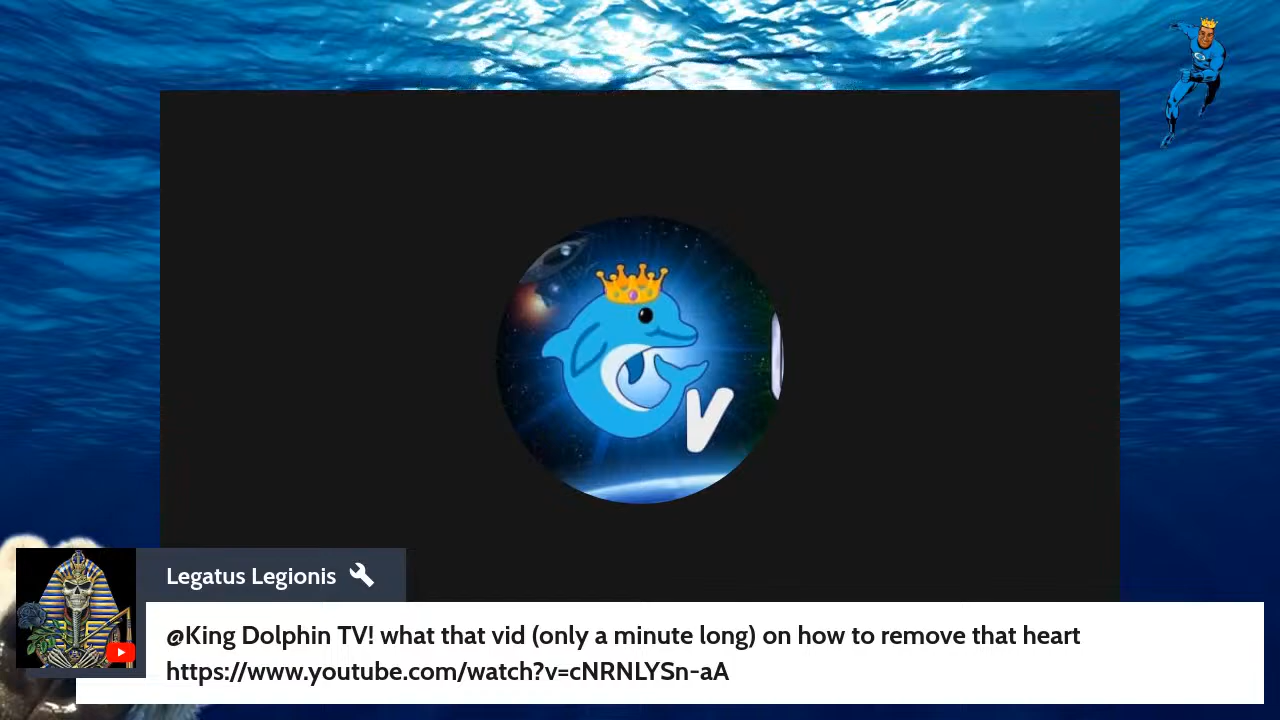 V
Legatus Legionis
@King Dolphin TV! what that vid (only a minute long) on how to remove that heart
https://www.youtube.com/watch?v=cNRNLYSn-aA